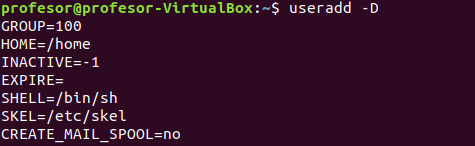 profesor@profesor-VirtualBox:~$ useradd -D
GROUP=100
HOME=/home
INACTIVE=-1
EXPIRE=
SHELL=/bin/sh
SKEL=/etc/skel
CREATE_MAIL_SPOOL=no